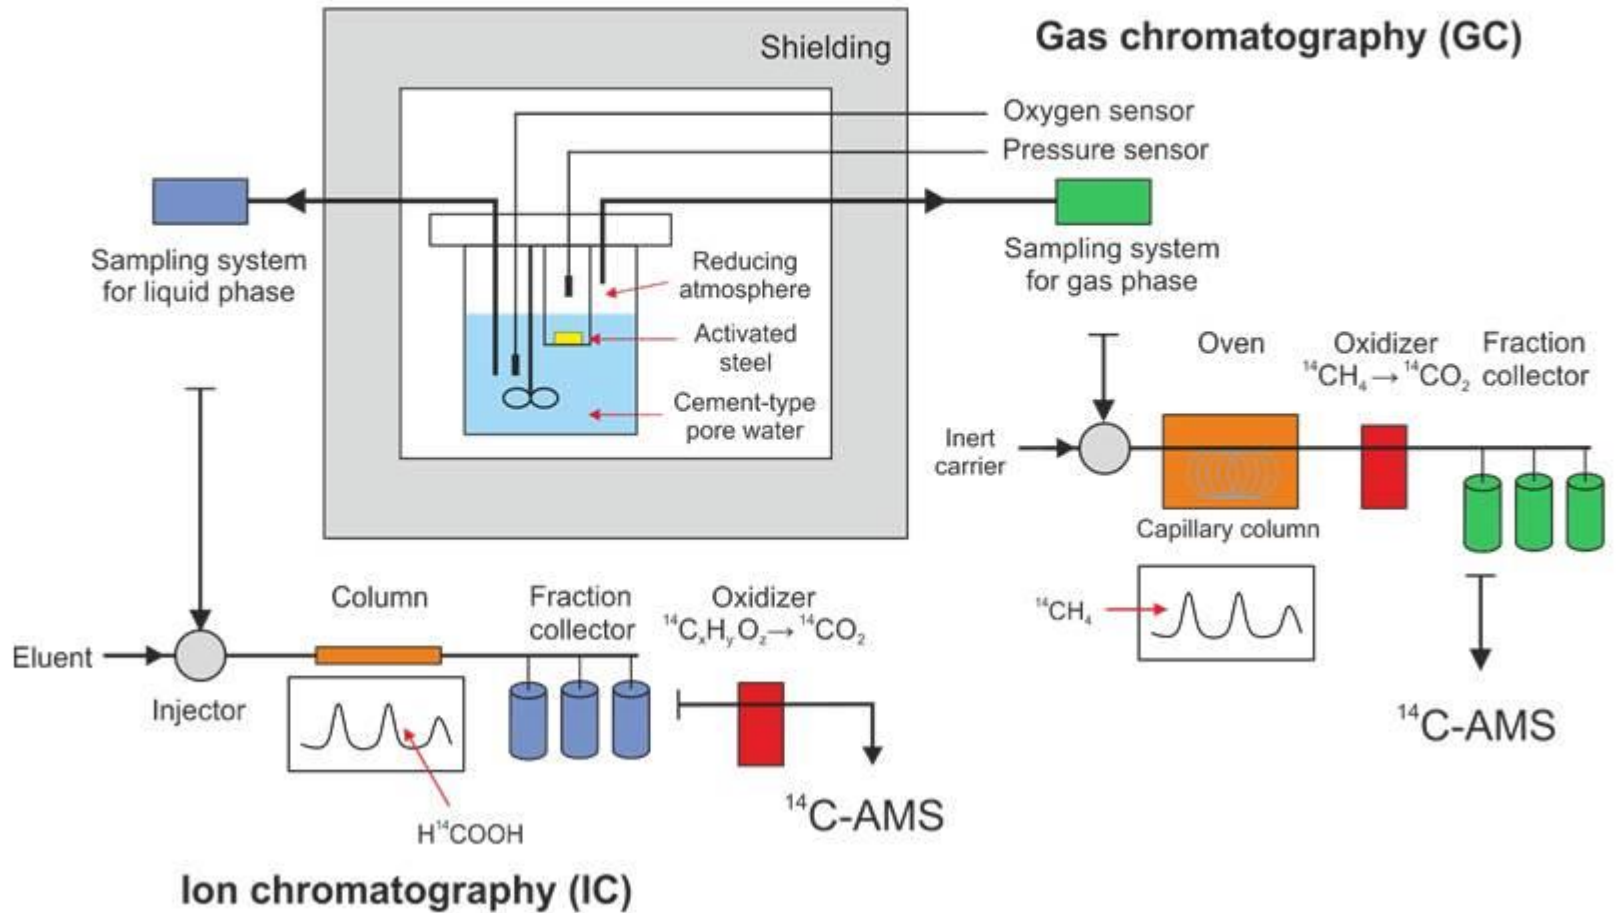 Shielding
Gas chromatography (GC)
Oxygen sensor
Pressure sensor
Sampling system
for liquid phase
Sampling system
for gas phase
Reducing
atmosphere
Activated
steel
Cement-type
pore water
Oven
Oxidizer
¹⁴CH₄→ ¹⁴CO₂
Fraction
collector
Inert
carrier
Capillary column
¹⁴CH₄
¹⁴C-AMS
Column
Fraction
collector
Oxidizer
¹⁴CₓHᵧO_z→ ¹⁴CO₂
Eluent
Injector
H¹⁴COOH
¹⁴C-AMS
Ion chromatography (IC)